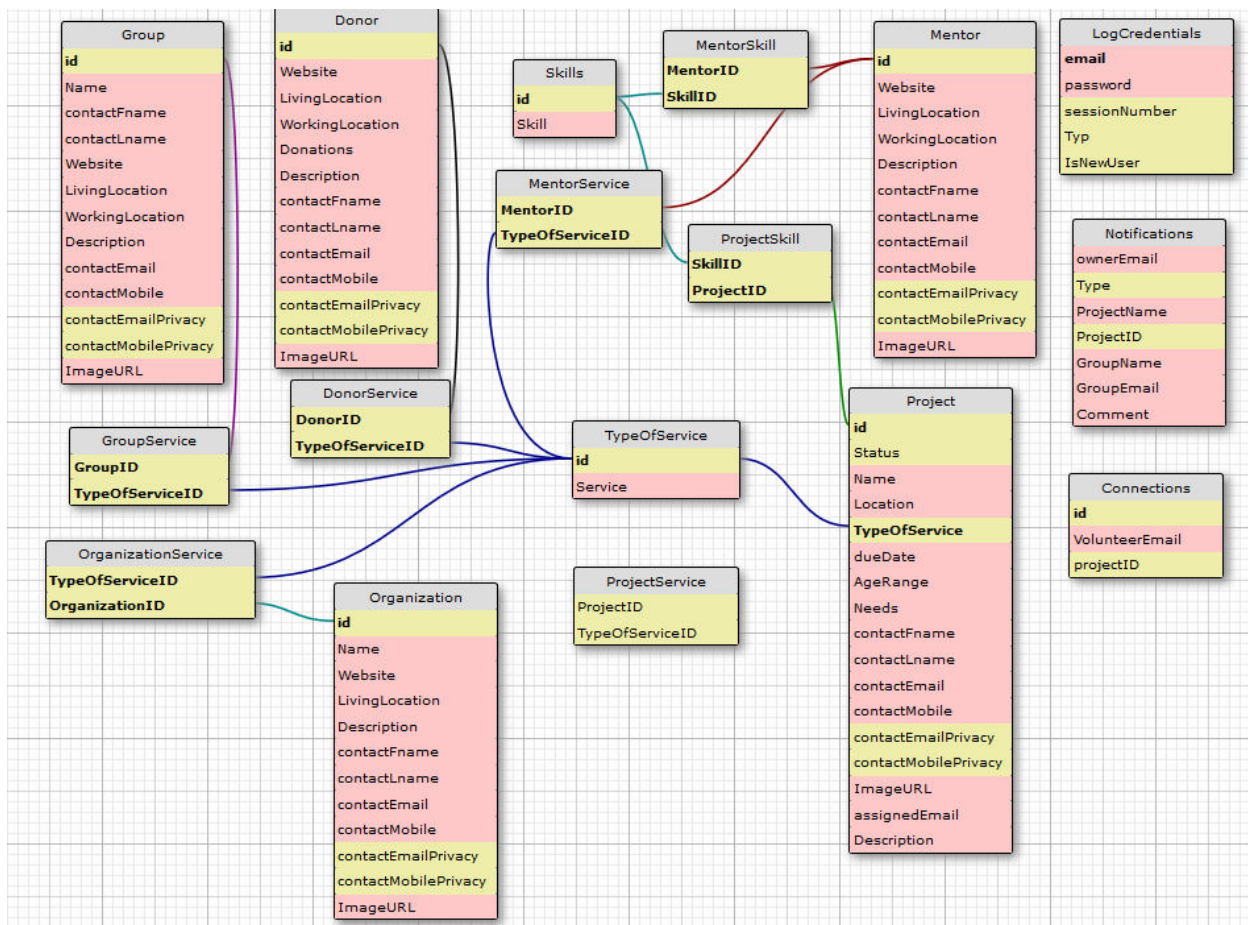 Group
id
Name
contactFname
contactLname
Website
LivingLocation
WorkingLocation
Description
contactEmail
contactMobile
contactEmailPrivacy
contactMobilePrivacy
ImageURL
Donor
id
Website
LivingLocation
WorkingLocation
Donations
Description
contactFname
contactLname
contactEmail
contactMobile
contactEmailPrivacy
contactMobilePrivacy
ImageURL
Skills
id
Skill
MentorSkill
MentorID
SkillID
Mentor
id
Website
LivingLocation
WorkingLocation
Description
contactFname
contactLname
contactEmail
contactMobile
contactEmailPrivacy
contactMobilePrivacy
ImageURL
LogCredentials
email
password
sessionNumber
Typ
IsNewUser
MentorService
MentorID
TypeOfServiceID
ProjectSkill
SkillID
ProjectID
Notifications
ownerEmail
Type
ProjectName
ProjectID
GroupName
GroupEmail
Comment
DonorService
DonorID
TypeOfServiceID
GroupService
GroupID
TypeOfServiceID
TypeOfService
id
Service
Project
id
Status
Name
Location
TypeOfService
dueDate
AgeRange
Needs
contactFname
contactLname
contactEmail
contactMobile
contactEmailPrivacy
contactMobilePrivacy
ImageURL
assignedEmail
Description
Connections
id
VolunteerEmail
projectID
OrganizationService
TypeOfServiceID
OrganizationID
Organization
id
Name
Website
LivingLocation
Description
contactFname
contactLname
contactEmail
contactMobile
contactEmailPrivacy
contactMobilePrivacy
ImageURL
ProjectService
ProjectID
TypeOfServiceID